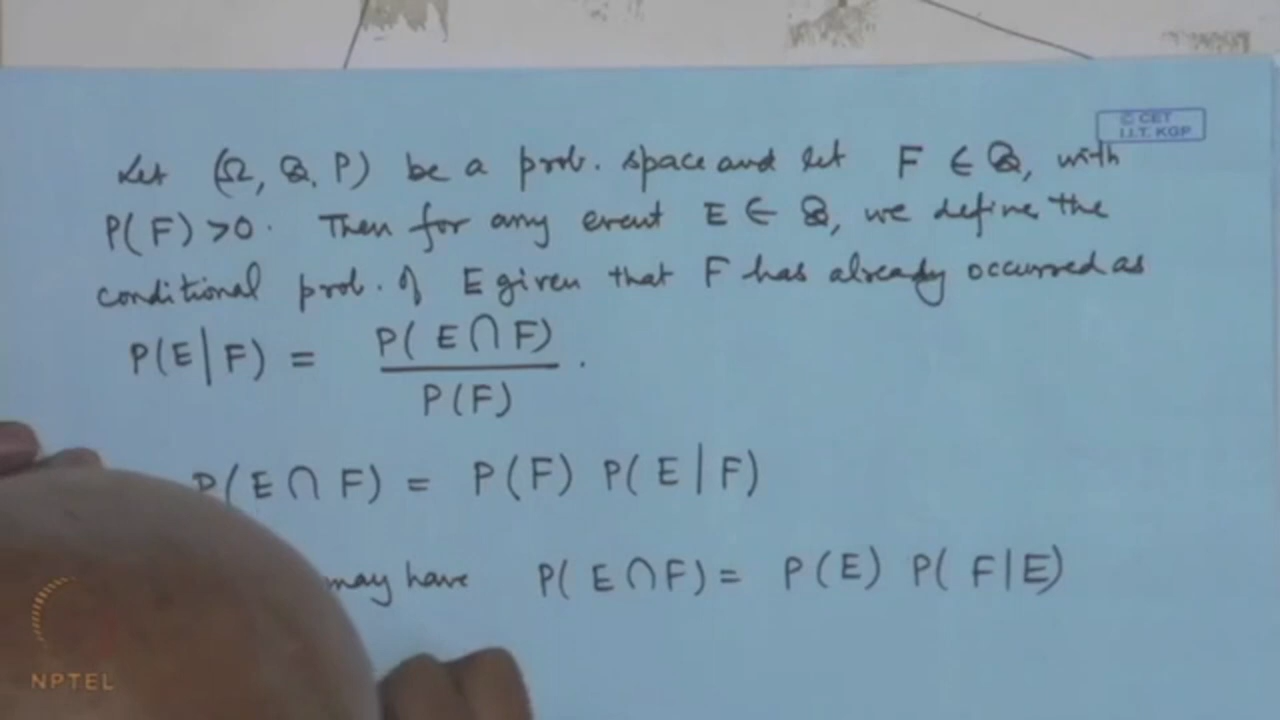 © CET
I.I.T. KGP
Let (Ω, 𝓑, P) be a prob. space and let F ∈ 𝓑, with
P(F) >0. Then for any event E ∈ 𝓑, we define the
conditional prob. of E given that F has already occurred as
P(E|F) = P(E∩F) / P(F) .
P(E∩F) = P(F) P(E|F)
may have P(E∩F) = P(E) P(F|E)
NPTEL